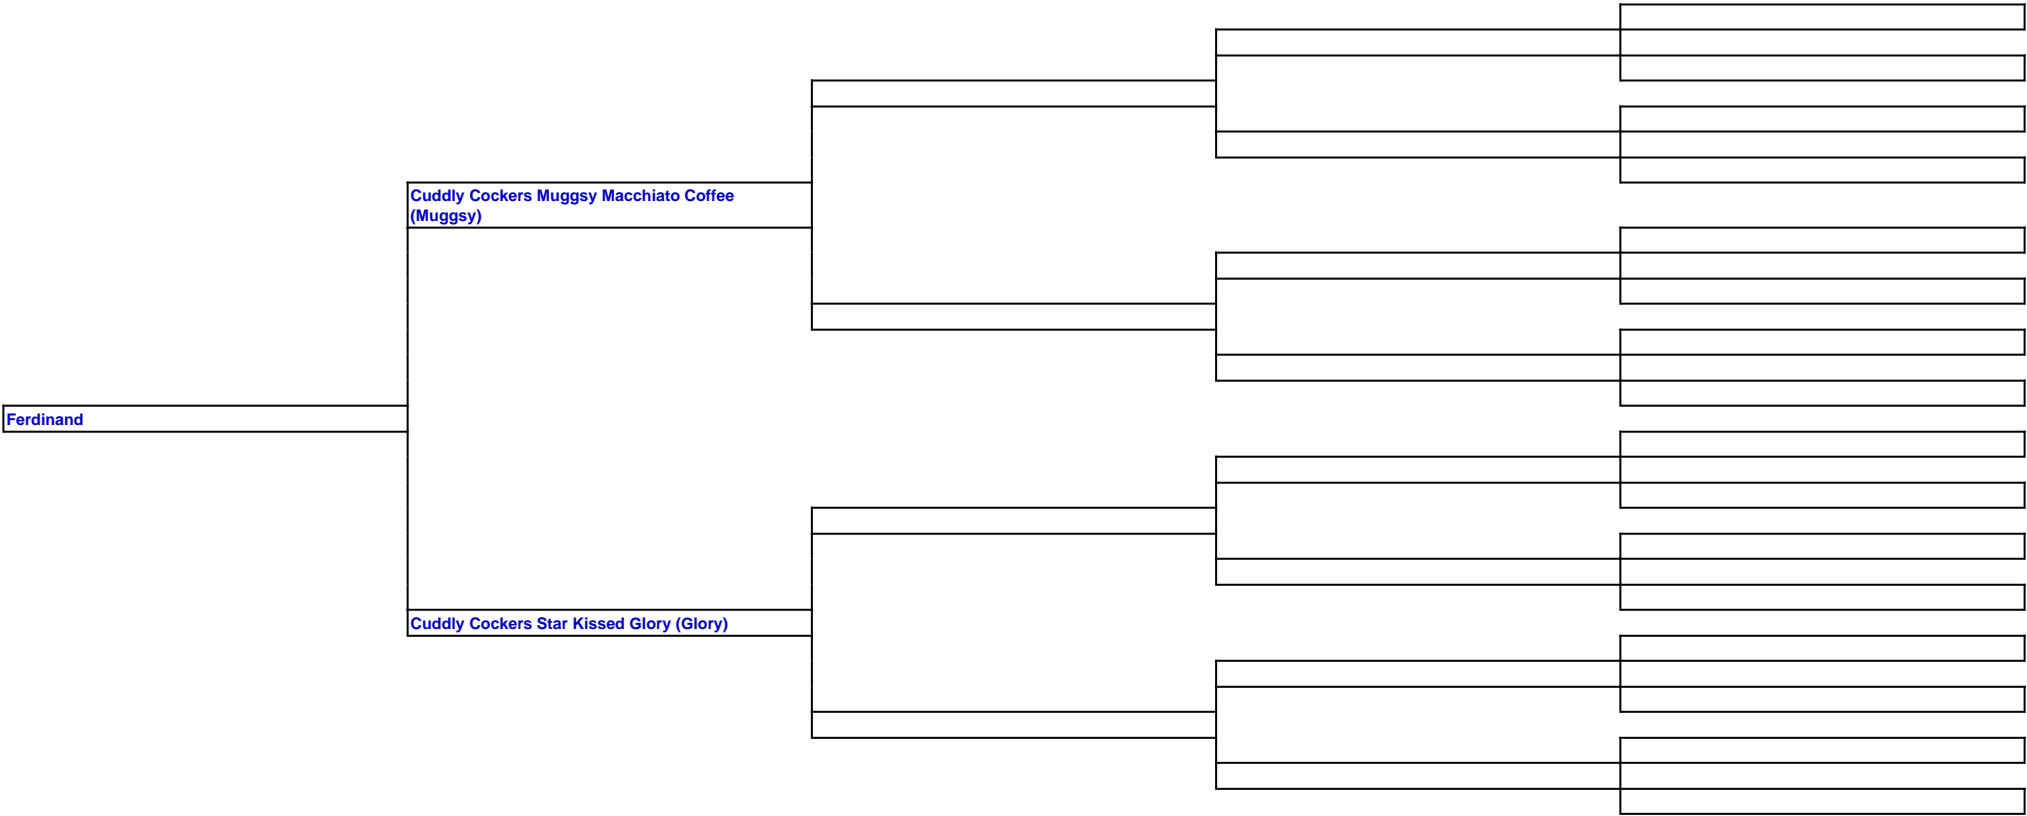 Cuddly Cockers Muggsy Macchiato Coffee
(Muggsy)
Ferdinand
Cuddly Cockers Star Kissed Glory (Glory)